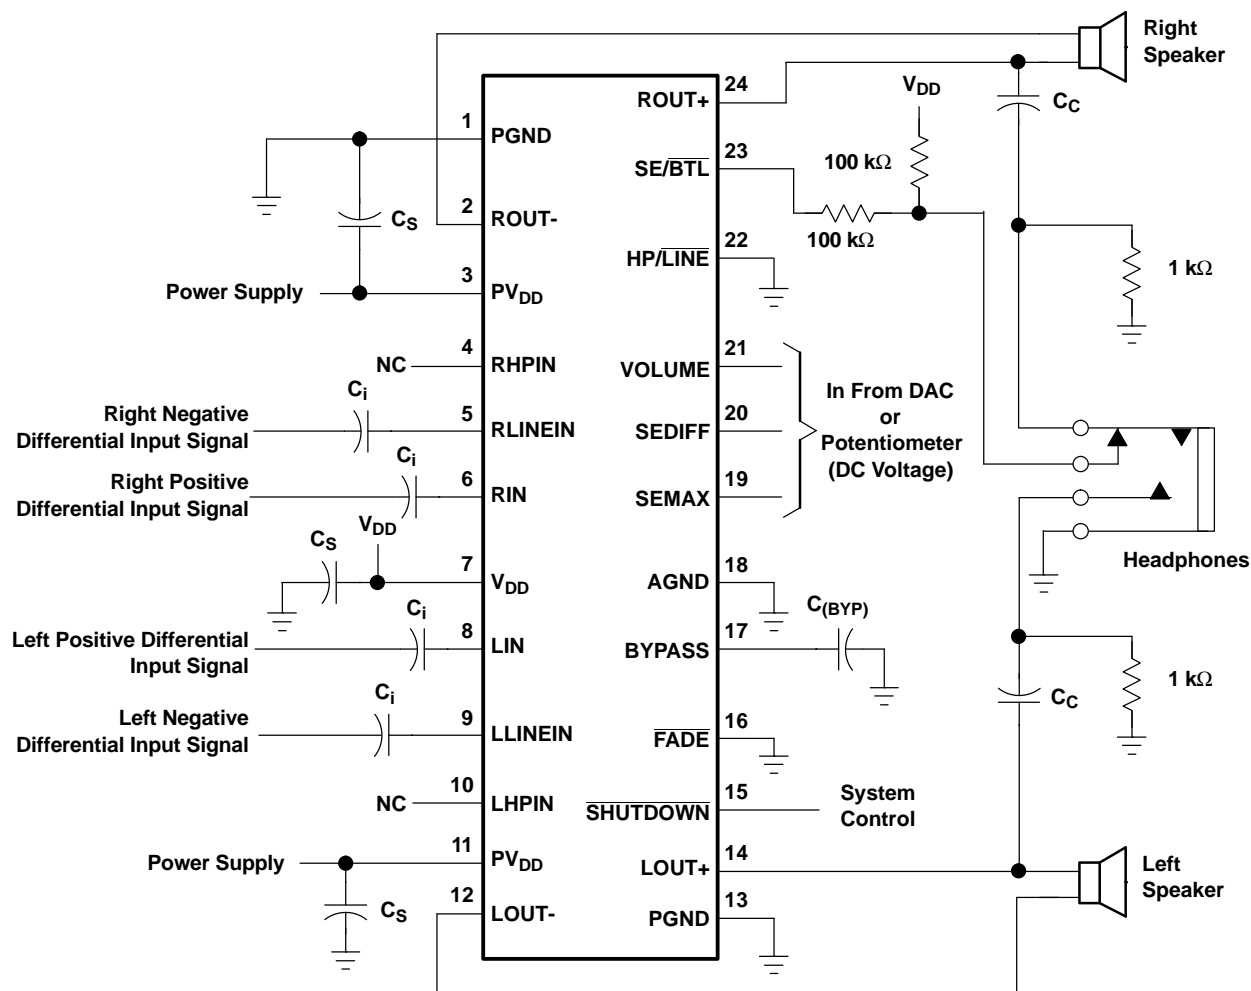 Right
Speaker
24
ROUT+
VDD
CC
1
PGND
23
SE/BTL
100 kΩ
2
ROUT-
CS
100 kΩ
22
HP/LINE
1 kΩ
3
Power Supply
PVDD
4
NC
RHPIN
21
VOLUME
Ci
Right Negative
Differential Input Signal
5
RLINEIN
20
SEDIFF
In From DAC
or
Potentiometer
(DC Voltage)
Ci
Right Positive
Differential Input Signal
6
RIN
19
SEMAX
VDD
CS
7
VDD
18
AGND
Headphones
Ci
C(BYP)
Left Positive Differential
Input Signal
8
LIN
17
BYPASS
Ci
Left Negative
Differential Input Signal
9
LLINEIN
16
FADE
CC
1 kΩ
10
NC
LHPIN
15
SHUTDOWN
System
Control
11
Power Supply
PVDD
14
LOUT+
Left
Speaker
12
CS
LOUT-
13
PGND